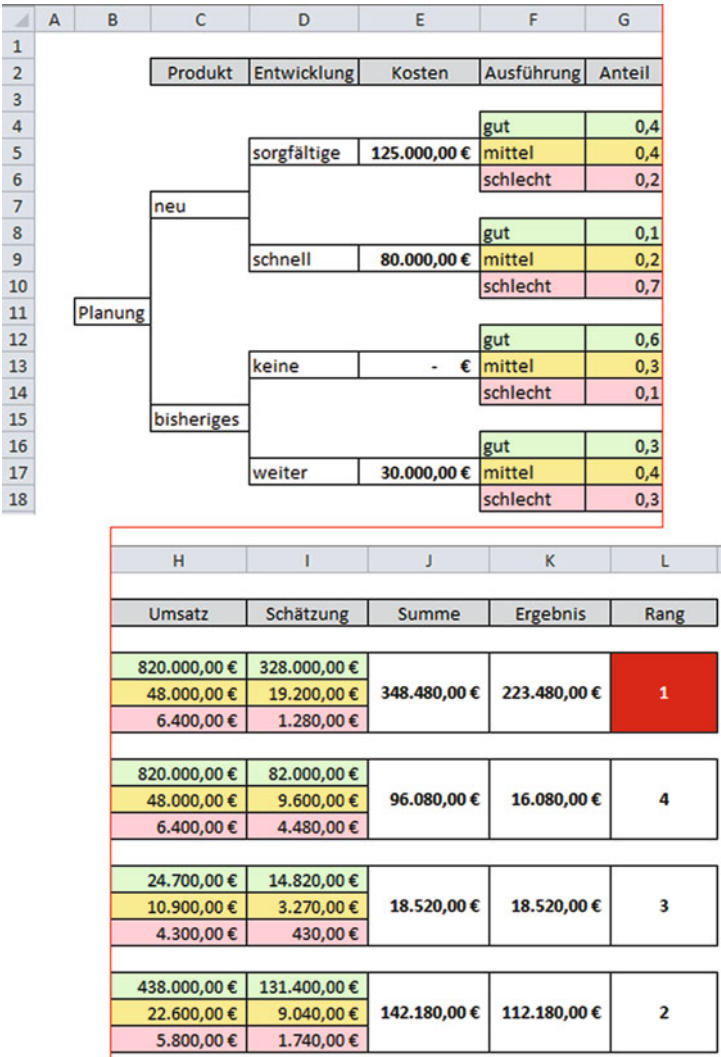 A B C D E F G
1
2 Produkt Entwicklung Kosten Ausführung Anteil
3
4 gut 0,4
5 sorgfältige 125.000,00 € mittel 0,4
6 schlecht 0,2
7 neu
8 gut 0,1
9 schnell 80.000,00 € mittel 0,2
10 schlecht 0,7
11 Planung
12 gut 0,6
13 keine - € mittel 0,3
14 schlecht 0,1
15 bisheriges
16 gut 0,3
17 weiter 30.000,00 € mittel 0,4
18 schlecht 0,3
H I J K L
Umsatz Schätzung Summe Ergebnis Rang
820.000,00 € 328.000,00 €
48.000,00 € 19.200,00 € 348.480,00 € 223.480,00 € 1
6.400,00 € 1.280,00 €
820.000,00 € 82.000,00 €
48.000,00 € 9.600,00 € 96.080,00 € 16.080,00 € 4
6.400,00 € 4.480,00 €
24.700,00 € 14.820,00 €
10.900,00 € 3.270,00 € 18.520,00 € 18.520,00 € 3
4.300,00 € 430,00 €
438.000,00 € 131.400,00 €
22.600,00 € 9.040,00 € 142.180,00 € 112.180,00 € 2
5.800,00 € 1.740,00 €